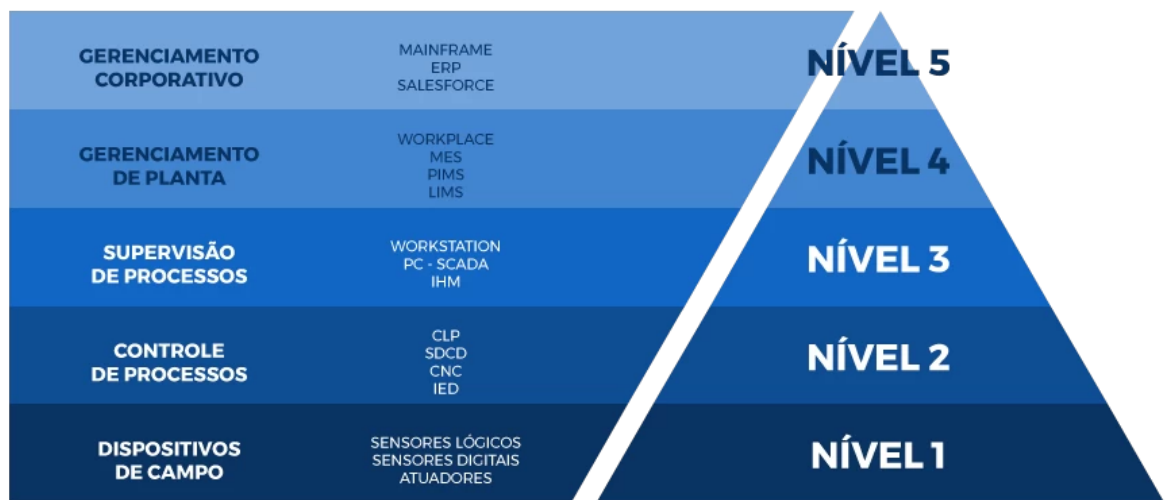 GERENCIAMENTO
CORPORATIVO
MAINFRAME
ERP
SALESFORCE
NÍVEL 5
GERENCIAMENTO
DE PLANTA
WORKPLACE
MES
PIMS
LIMS
NÍVEL 4
SUPERVISÃO
DE PROCESSOS
WORKSTATION
PC - SCADA
IHM
NÍVEL 3
CONTROLE
DE PROCESSOS
CLP
SDCD
CNC
IED
NÍVEL 2
DISPOSITIVOS
DE CAMPO
SENSORES LÓGICOS
SENSORES DIGITAIS
ATUADORES
NÍVEL 1